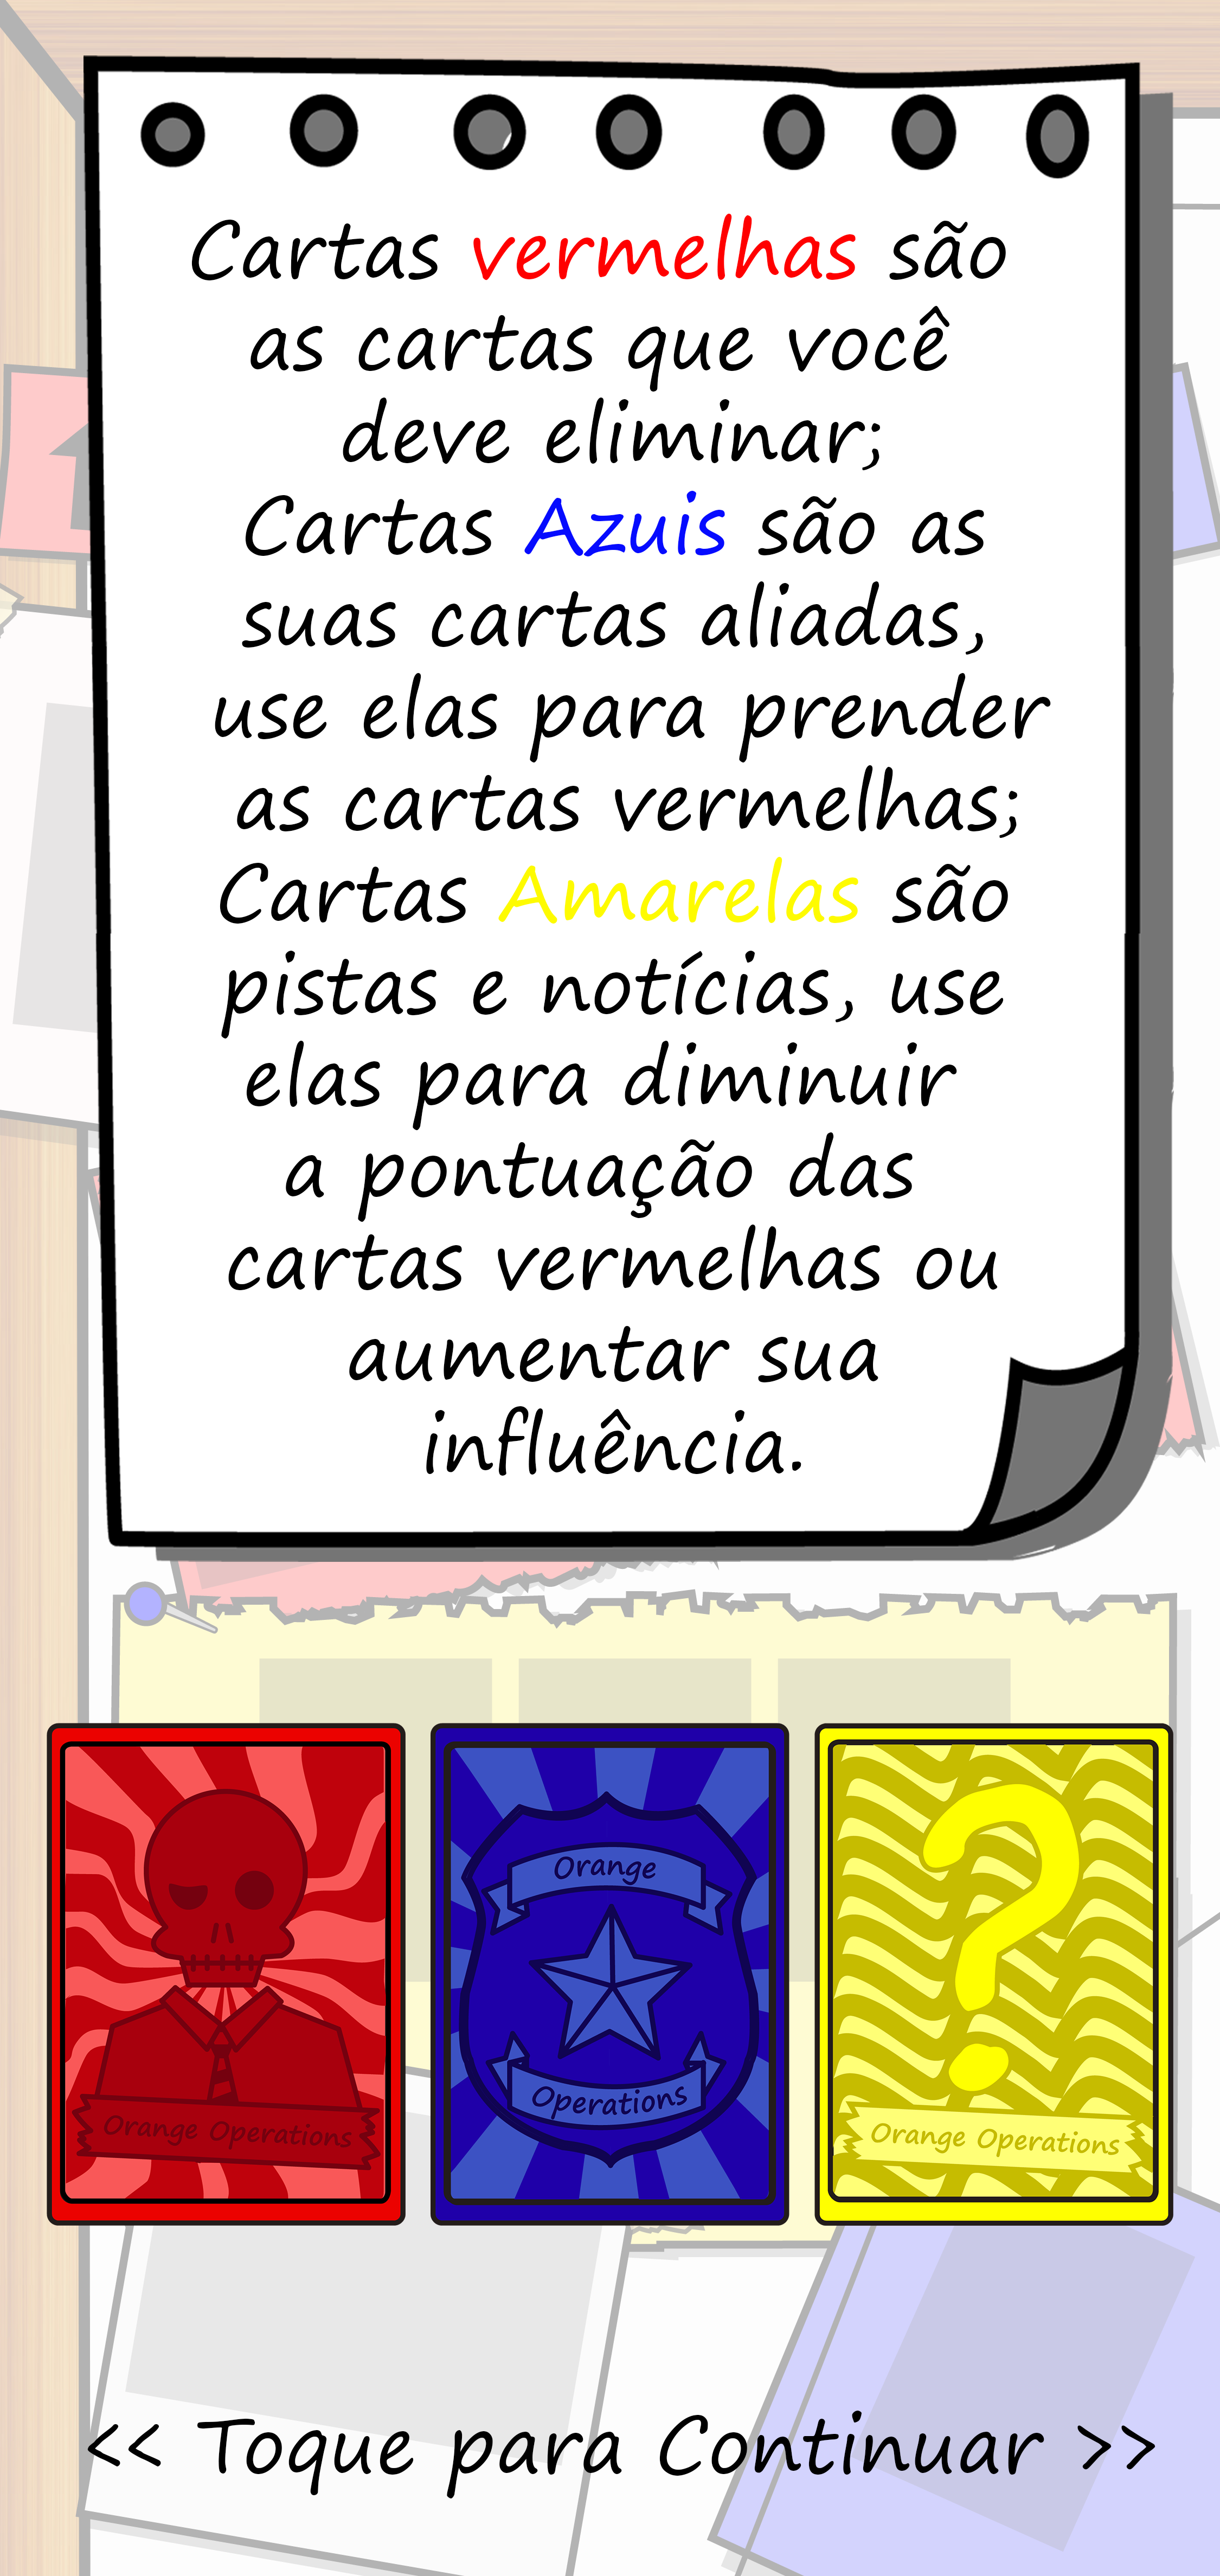 Cartas vermelhas são
as cartas que você
deve eliminar;
Cartas Azuis são as
suas cartas aliadas,
use elas para prender
as cartas vermelhas;
Cartas Amarelas são
pistas e notícias, use
elas para diminuir
a pontuação das
cartas vermelhas ou
aumentar sua
influência.
Orange Operations
Orange
Operations
Orange Operations
<< Toque para Continuar >>